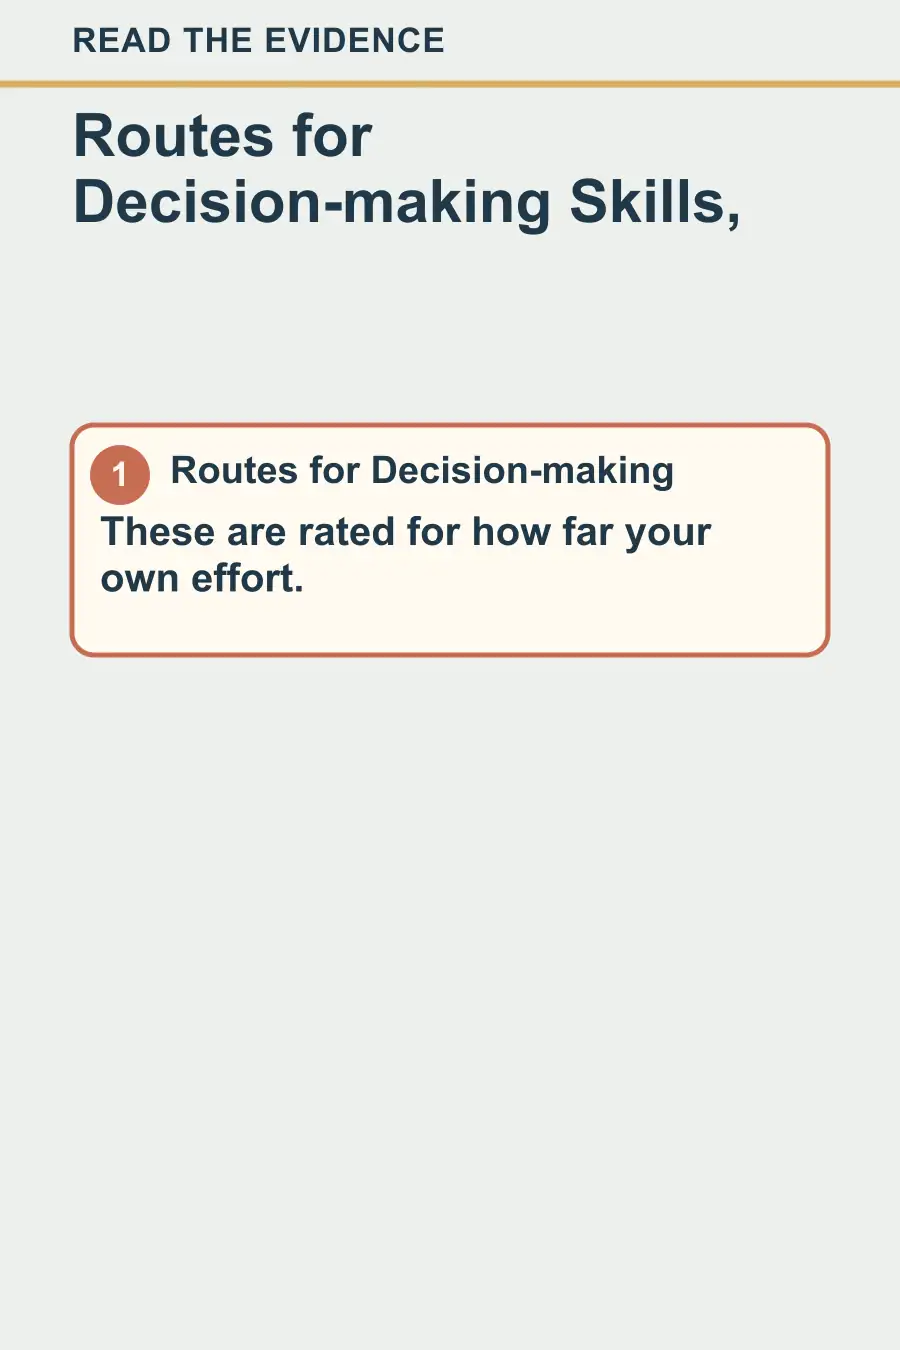 READ THE EVIDENCE
Routes for
Decision-making Skills,
1 Routes for Decision-making
These are rated for how far your
own effort.